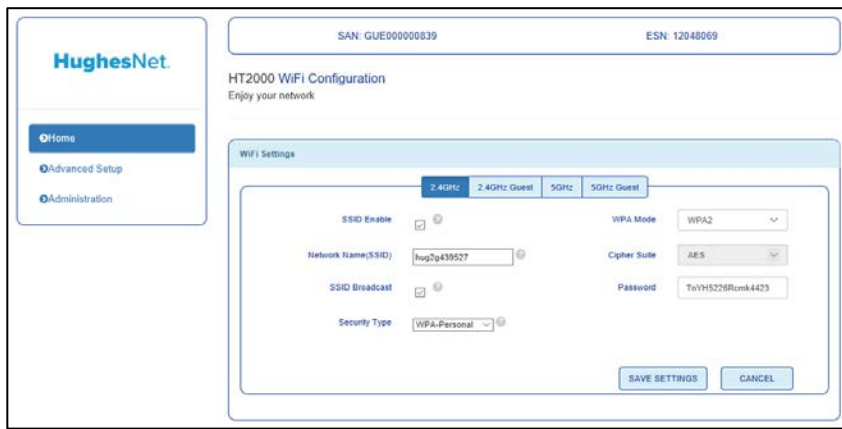 SAN: GUE000000839 ESN: 12048069
HughesNet.
HT2000 WiFi Configuration
Enjoy your network
Home
Advanced Setup
Administration
WiFi Settings
2.4GHz 2.4GHz Guest 5GHz 5GHz Guest
SSID Enable WPA Mode WPA2
Network Name(SSID) hug2g439527 Cipher Suite AES
SSID Broadcast Password TnYH5226Rcmk4423
Security Type WPA-Personal
SAVE SETTINGS CANCEL